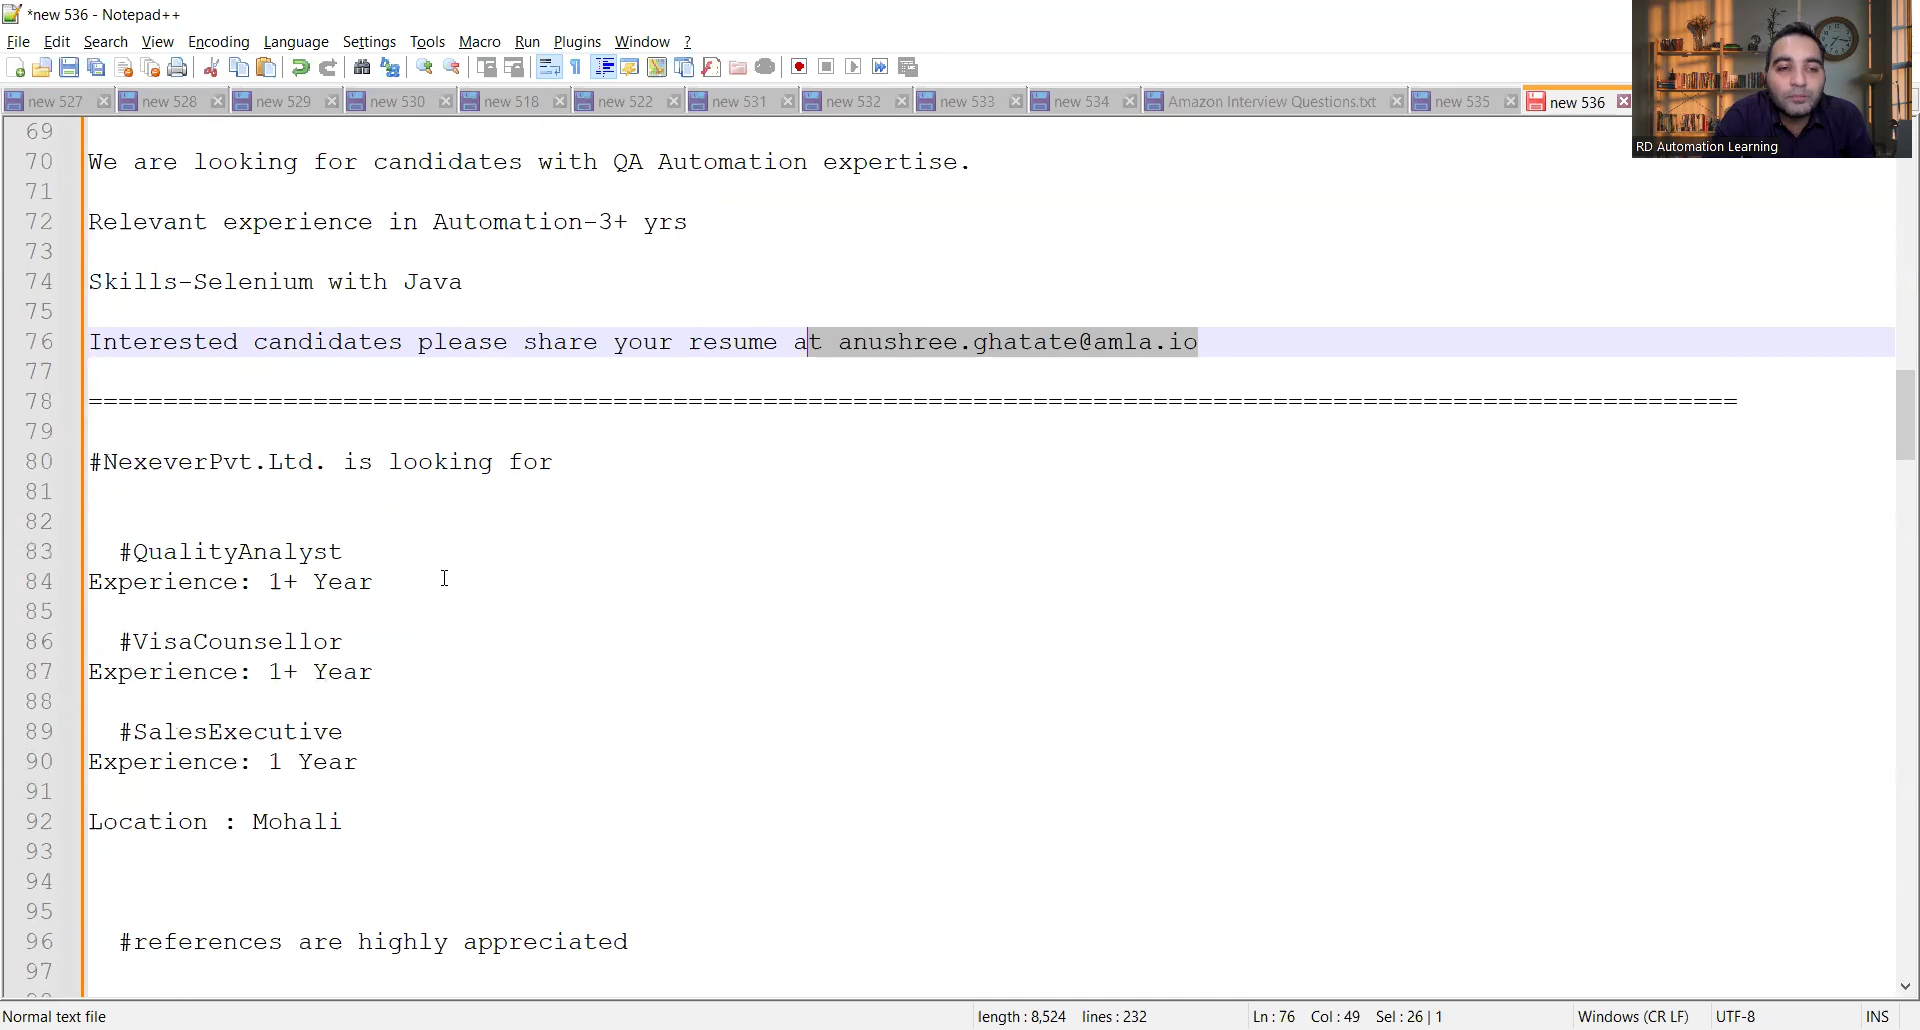 *new 536 - Notepad++
File Edit Search View Encoding Language Settings Tools Macro Run Plugins Window ?
new 527 new 528 new 529 new 530 new 518 new 522 new 531 new 532 new 533 new 534 Amazon Interview Questions.txt new 535 new 536
RD Automation Learning
69
70 We are looking for candidates with QA Automation expertise.
71
72 Relevant experience in Automation-3+ yrs
73
74 Skills-Selenium with Java
75
76 Interested candidates please share your resume at anushree.ghatate@amla.io
77
78 ==============================================================================================================
79
80 #NexeverPvt.Ltd. is looking for
81
82
83 #QualityAnalyst
84 Experience: 1+ Year
85
86 #VisaCounsellor
87 Experience: 1+ Year
88
89 #SalesExecutive
90 Experience: 1 Year
91
92 Location : Mohali
93
94
95
96 #references are highly appreciated
97
Normal text file length : 8,524 lines : 232 Ln : 76 Col : 49 Sel : 26 | 1 Windows (CR LF) UTF-8 INS